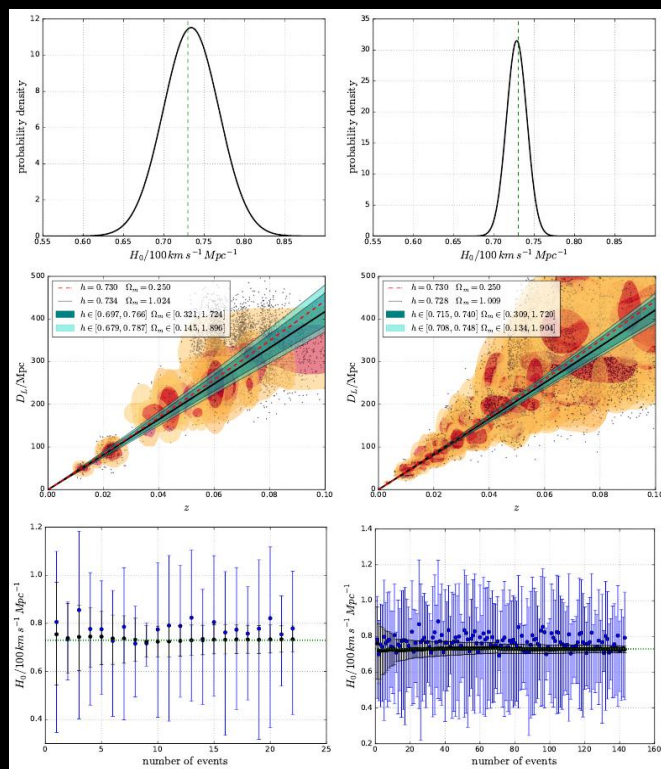 12
10
8
6
4
2
0
probability density
0.55 0.60 0.65 0.70 0.75 0.80 0.85
H₀/100 km s⁻¹ Mpc⁻¹
35
30
25
20
15
10
5
0
probability density
0.55 0.60 0.65 0.70 0.75 0.80 0.85
H₀/100 km s⁻¹ Mpc⁻¹
500
400
300
200
100
0
D_L/Mpc
h = 0.730 Ω_m = 0.250
h = 0.734 Ω_m = 1.024
h ∈ [0.697, 0.766] Ω_m ∈ [0.321, 1.724]
h ∈ [0.679, 0.787] Ω_m ∈ [0.145, 1.896]
0.00 0.02 0.04 0.06 0.08 0.10
z
500
400
300
200
100
0
D_L/Mpc
h = 0.730 Ω_m = 0.250
h = 0.728 Ω_m = 1.009
h ∈ [0.715, 0.740] Ω_m ∈ [0.309, 1.720]
h ∈ [0.708, 0.748] Ω_m ∈ [0.134, 1.904]
0.00 0.02 0.04 0.06 0.08 0.10
z
1.2
1.0
0.8
0.6
0.4
H₀/100 km s⁻¹ Mpc⁻¹
0 5 10 15 20 25
number of events
1.4
1.2
1.0
0.8
0.6
0.4
0.2
H₀/100 km s⁻¹ Mpc⁻¹
0 20 40 60 80 100 120 140 160
number of events